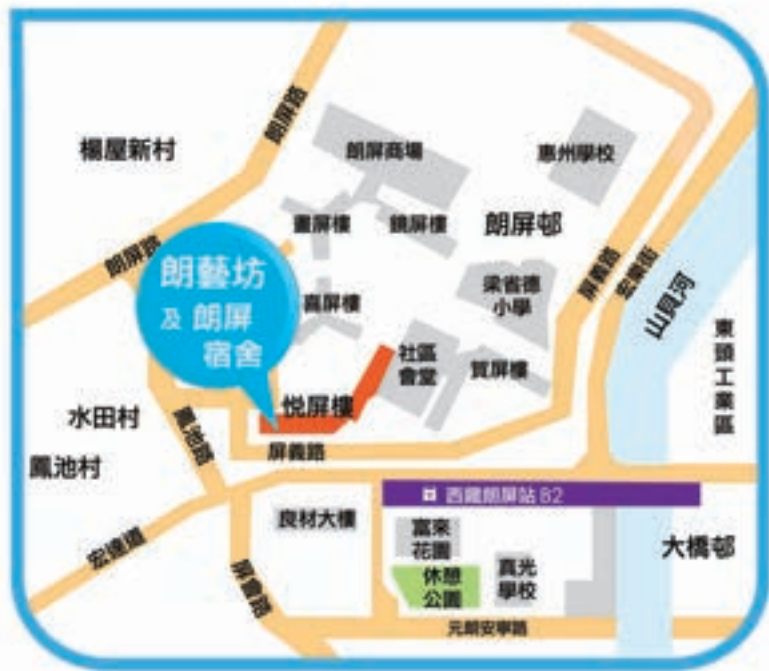 朗屏路
楊屋新村
朗屏商場
惠州學校
畫屏樓
鏡屏樓
朗屏邨
朗屏路
朗藝坊
及 朗屏
宿舍
喜屏樓
梁省德
小學
屏義路
宏樂街
山貝河
東頭工業區
社區
會堂
賀屏樓
悅屏樓
水田村
鳳池路
屏義路
鳳池村
西鐵朗屏站 B2
良材大樓
富來
花園
大橋邨
宏達道
屏會路
休憩
公園
真光
學校
元朗安寧路